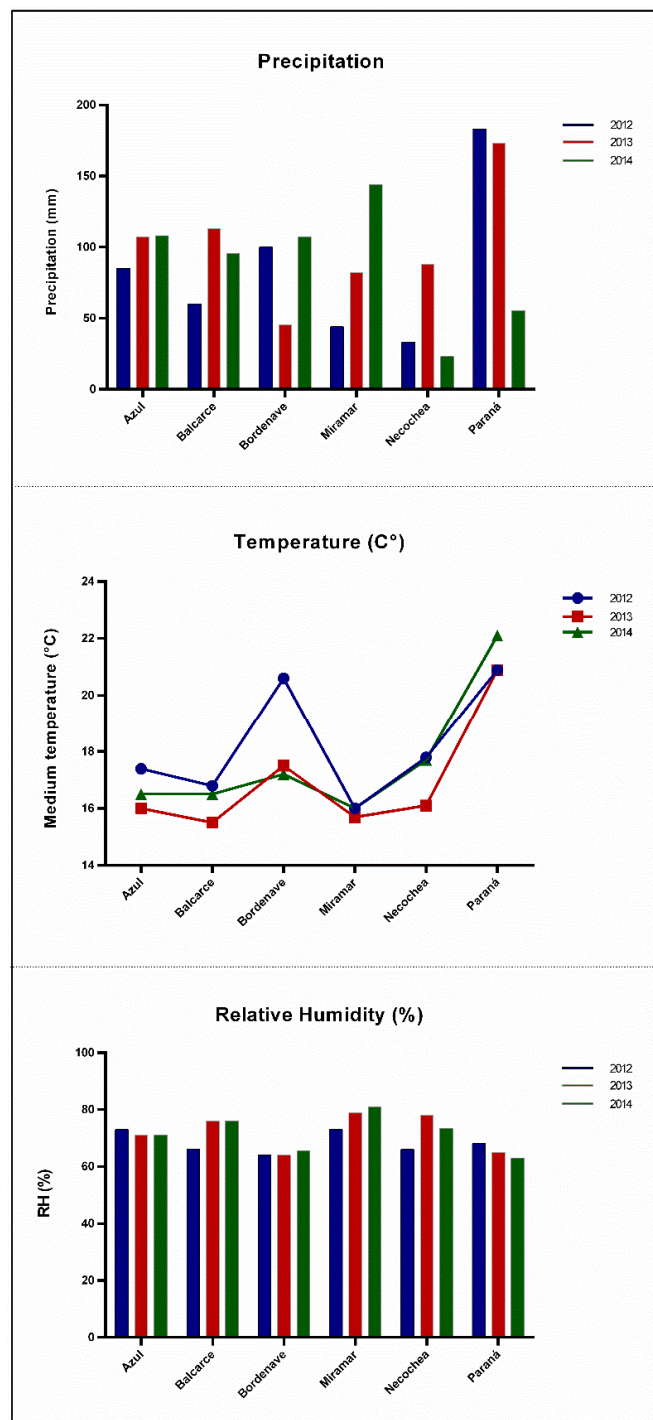 Precipitation
200
150
100
50
0
Precipitation (mm)
2012
2013
2014
Azul
Balcarce
Bordenave
Miramar
Necochea
Paraná
Temperature (C°)
24
22
20
18
16
14
Medium temperature (°C)
2012
2013
2014
Azul
Balcarce
Bordenave
Miramar
Necochea
Paraná
Relative Humidity (%)
100
80
60
40
20
0
RH (%)
2012
2013
2014
Azul
Balcarce
Bordenave
Miramar
Necochea
Paraná